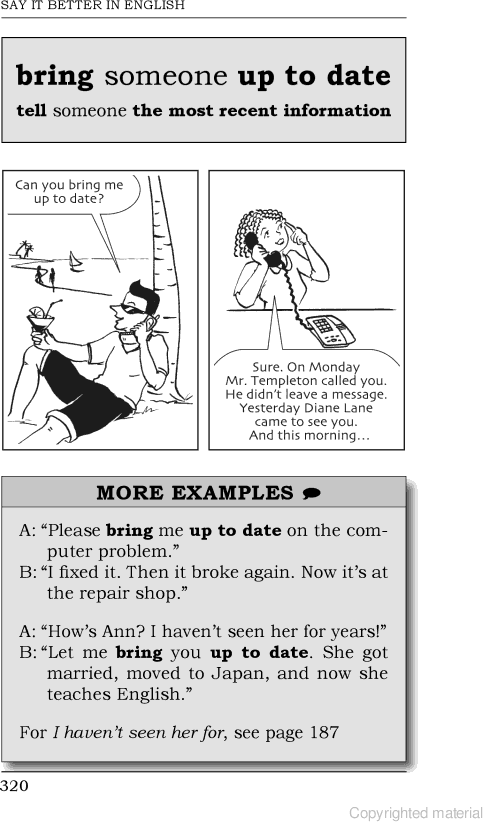 SAY IT BETTER IN ENGLISH
bring someone up to date
tell someone the most recent information
Can you bring me
up to date?
Sure. On Monday
Mr. Templeton called you.
He didn't leave a message.
Yesterday Diane Lane
came to see you.
And this morning...
MORE EXAMPLES
A: “Please bring me up to date on the com-
puter problem.”
B: “I fixed it. Then it broke again. Now it’s at
the repair shop.”
A: “How’s Ann? I haven’t seen her for years!”
B: “Let me bring you up to date. She got
married, moved to Japan, and now she
teaches English.”
For I haven’t seen her for, see page 187
320
Copyrighted material